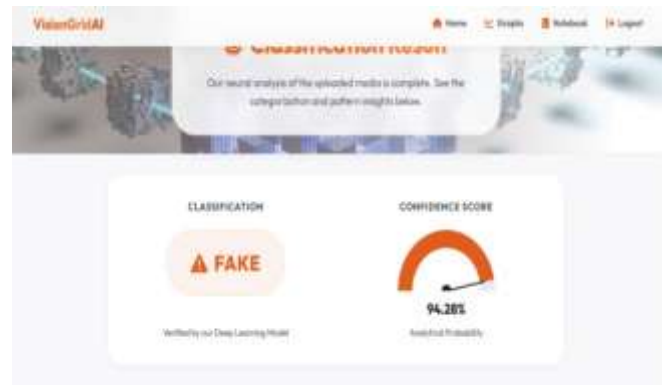 VisionGridAI
Home Graphs Notebook Logout
Classification Result
Our neural analysis of the uploaded media is complete. See the
categorization and pattern insights below.
CLASSIFICATION
CONFIDENCE SCORE
FAKE
94.28%
Verified by our Deep Learning Model
Analytical Probability